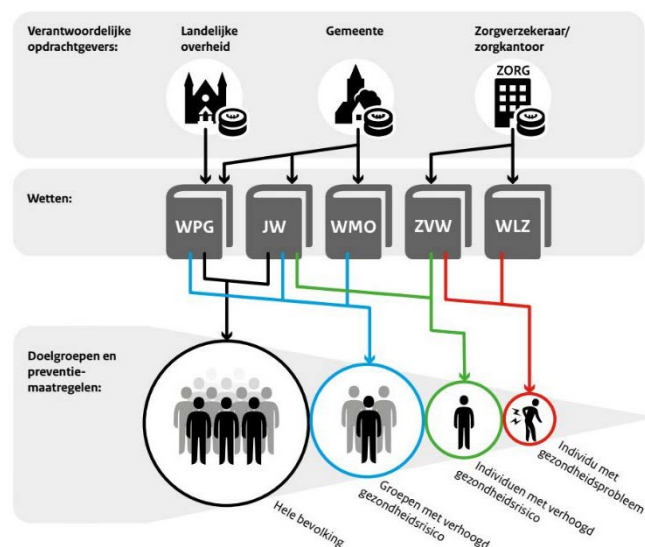 Verantwoordelijke
opdrachtgevers:
Landelijke
overheid
Gemeente
Zorgverzekeraar/
zorgkantoor
ZORG
Wetten:
WPG
JW
WMO
ZVW
WLZ
Doelgroepen en
preventie-
maatregelen:
Hele bevolking
Groepen met verhoogd
gezondheidsrisico
Individuen met verhoogd
gezondheidsrisico
Individu met
gezondheidsprobleem